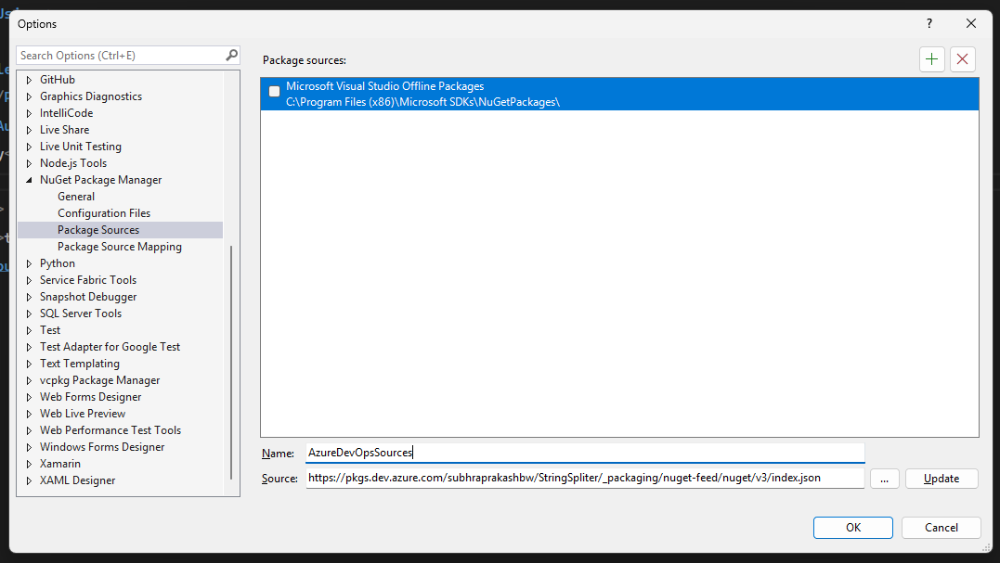 Options
?
Search Options (Ctrl+E)
GitHub
Graphics Diagnostics
IntelliCode
Live Share
Live Unit Testing
Node.js Tools
NuGet Package Manager
General
Configuration Files
Package Sources
Package Source Mapping
Python
Service Fabric Tools
Snapshot Debugger
SQL Server Tools
Test
Test Adapter for Google Test
Text Templating
vcpkg Package Manager
Web Forms Designer
Web Live Preview
Web Performance Test Tools
Windows Forms Designer
Xamarin
XAML Designer
Package sources:
Microsoft Visual Studio Offline Packages
C:\Program Files (x86)\Microsoft SDKs\NuGetPackages\
Name: AzureDevOpsSources
Source: https://pkgs.dev.azure.com/subhraprakashbw/StringSpliter/_packaging/nuget-feed/nuget/v3/index.json ... Update
OK Cancel